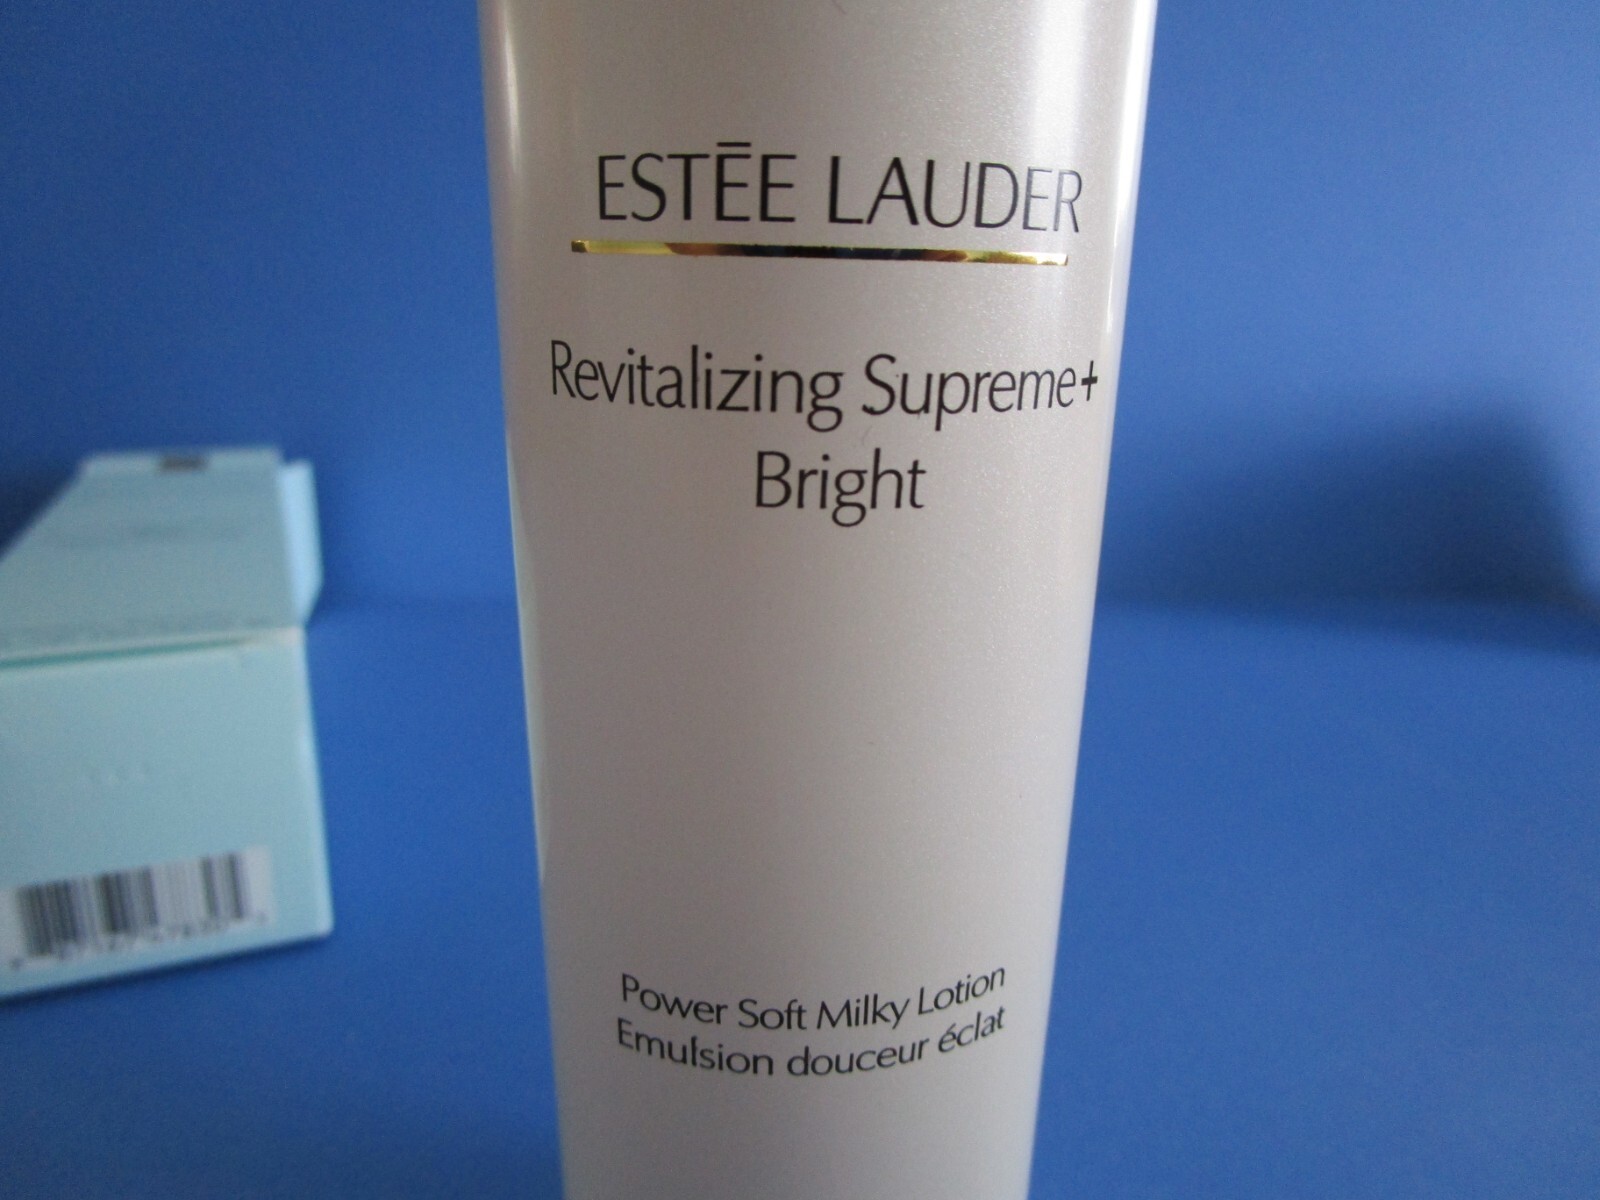 ESTĒE LAUDER
Revitalizing Supreme+
Bright
Power Soft Milky Lotion
Emulsion douceur éclat